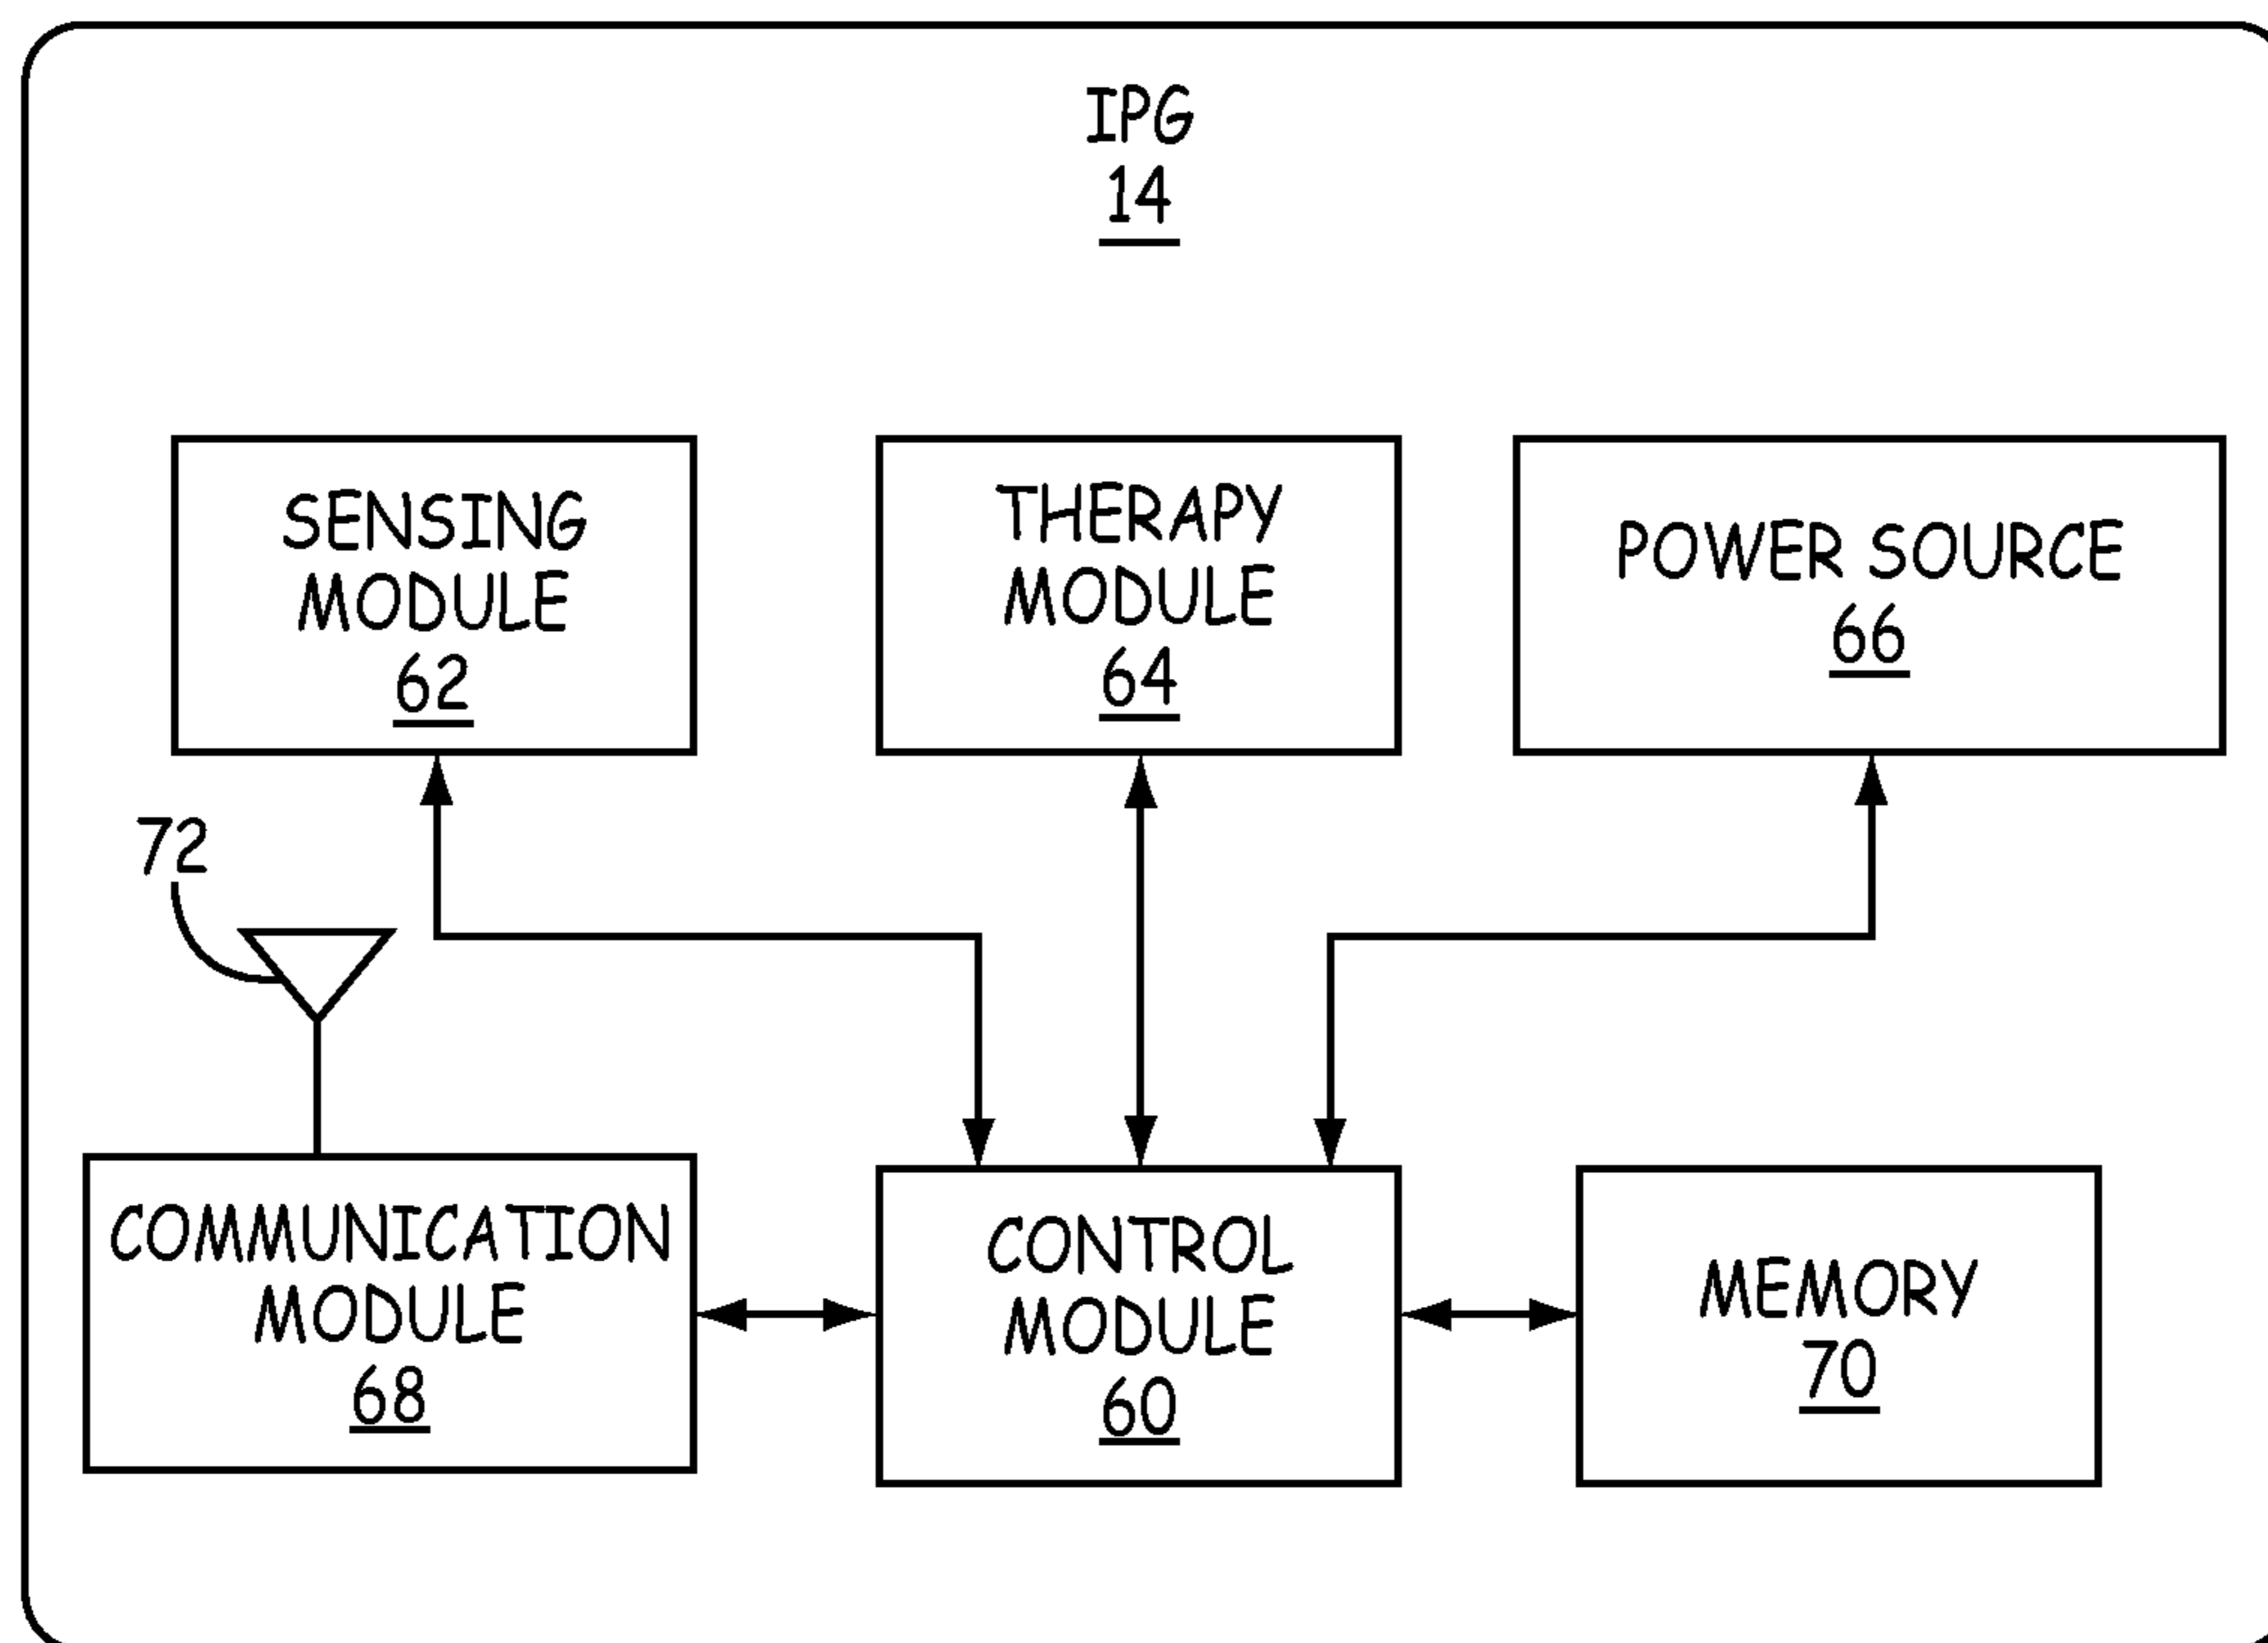 IPG
14
SENSING
MODULE
62
THERAPY
MODULE
64
POWER SOURCE
66
72
COMMUNICATION
MODULE
68
CONTROL
MODULE
60
MEMORY
70